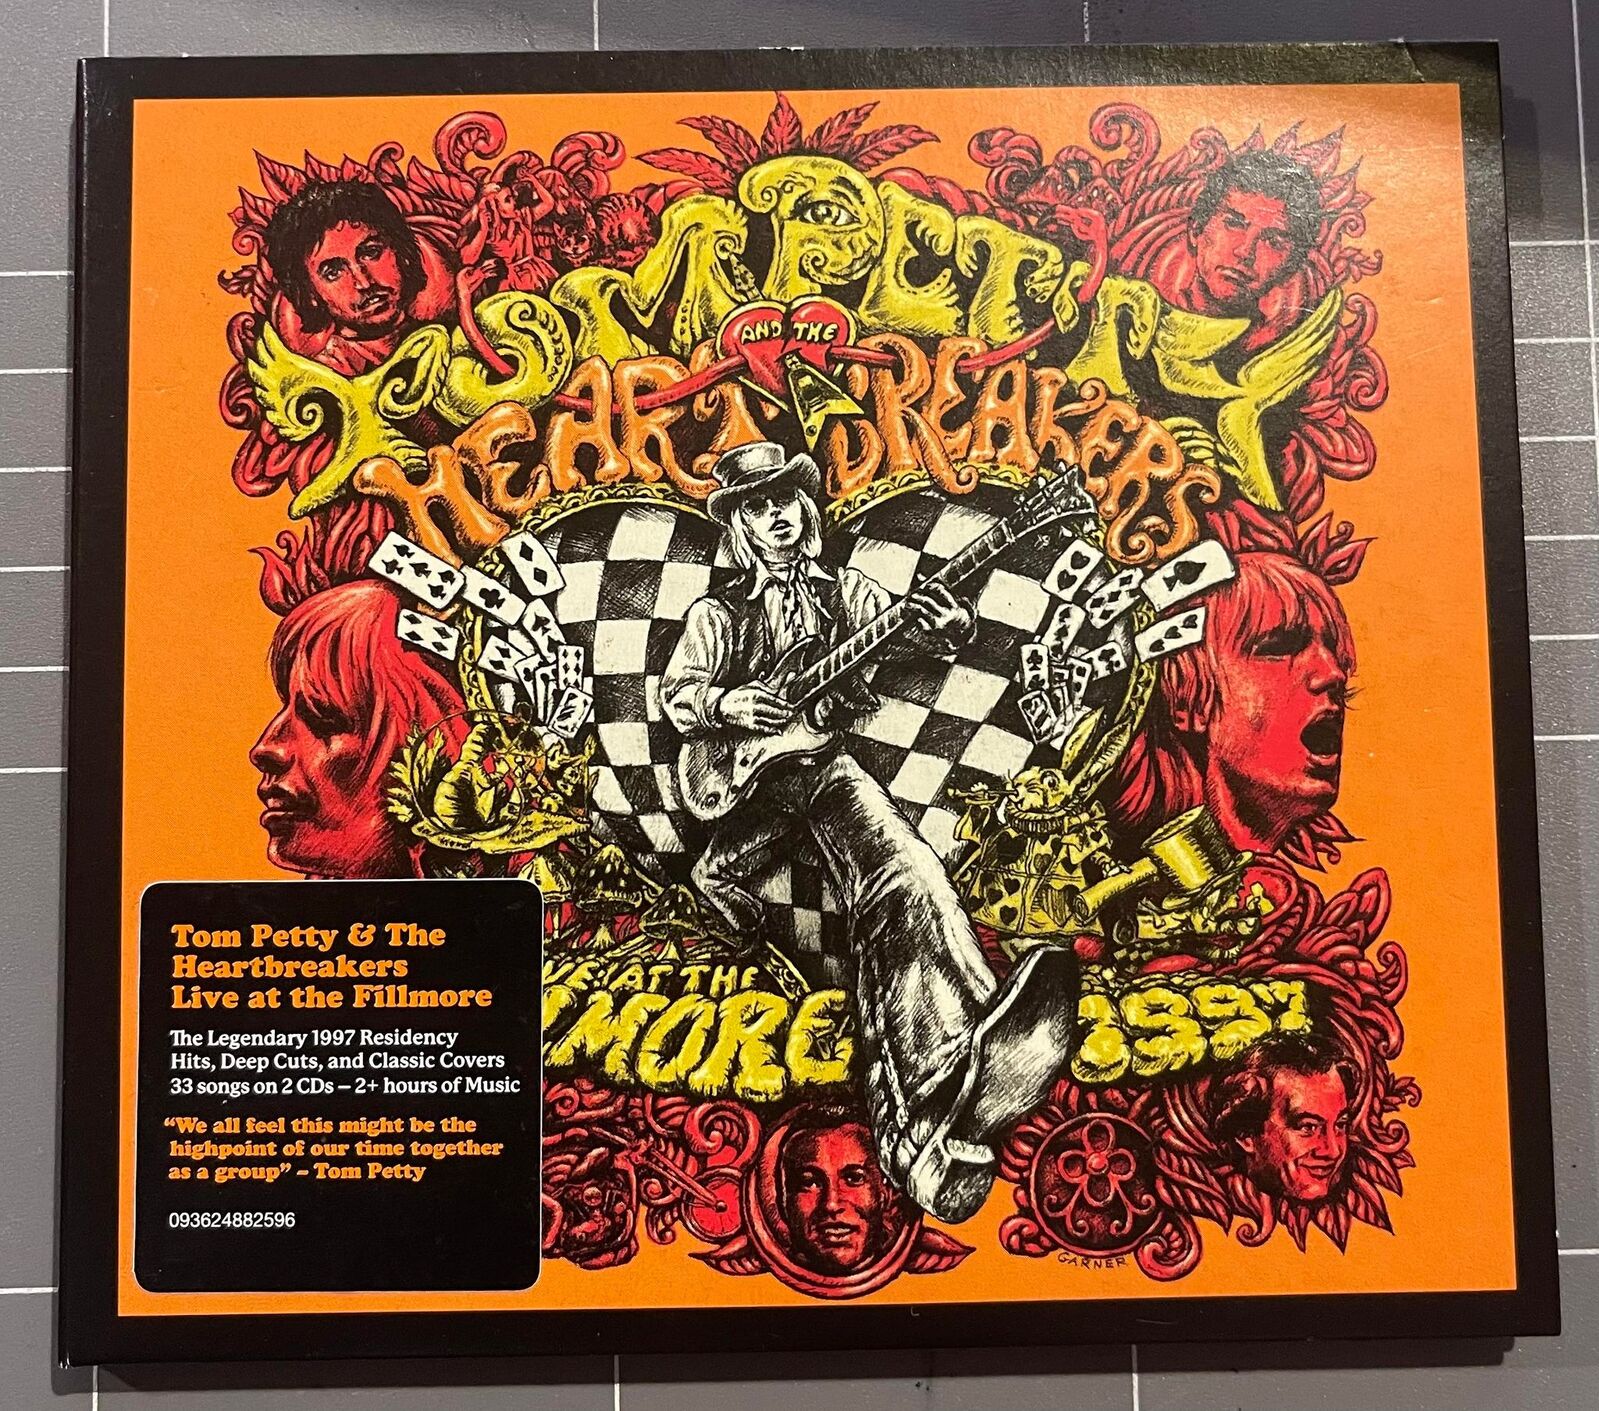 TOM PETTY
AND THE
HEARTBREAKERS
LIVE AT THE
FILLMORE 1997
Tom Petty & The
Heartbreakers
Live at the Fillmore
The Legendary 1997 Residency
Hits, Deep Cuts, and Classic Covers
33 songs on 2 CDs – 2+ hours of Music
“We all feel this might be the
highpoint of our time together
as a group” – Tom Petty
093624882596
GARNER